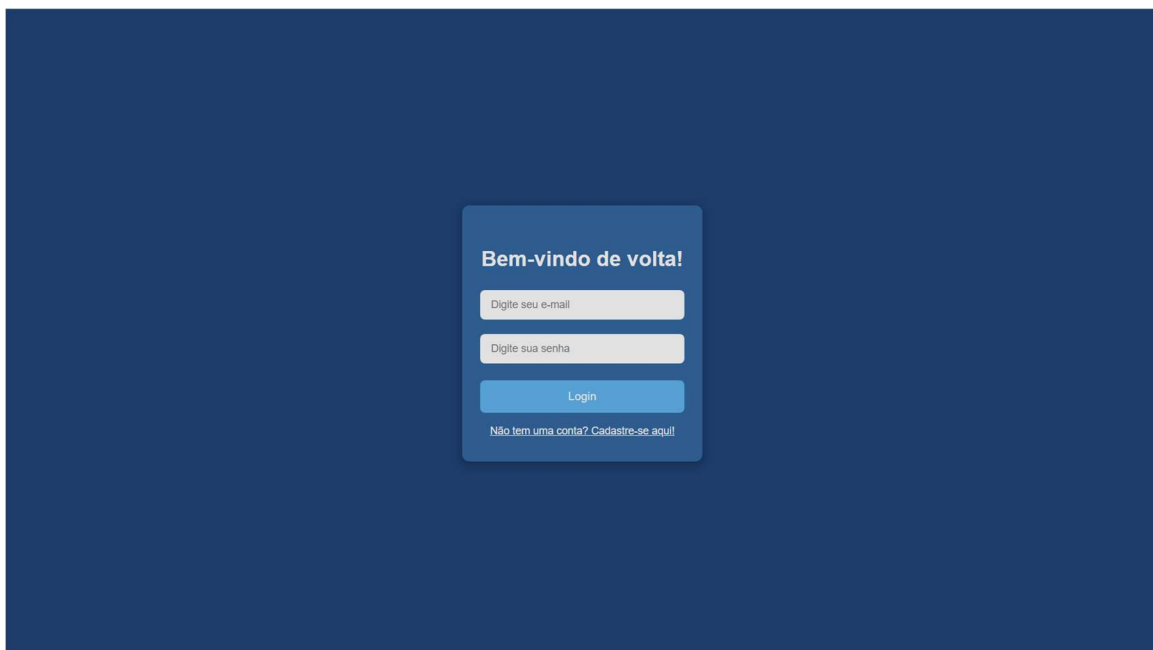 Bem-vindo de volta!
Digite seu e-mail
Digite sua senha
Login
Não tem uma conta? Cadastre-se aqui!